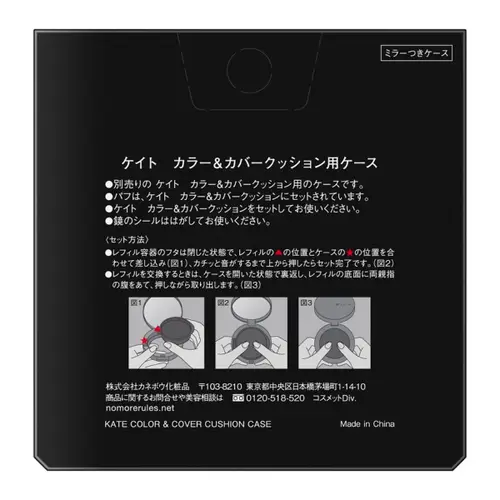 ミラーつきケース
ケイト　カラー＆カバークッション用ケース
●別売りの ケイト　カラー&カバークッション用のケースです。
●パフは、ケイト　カラー&カバークッションにセットされています。
●ケイト　カラー&カバークッションをセットしてお使いください。
●鏡のシールははがしてお使いください。
〈セット方法〉
●レフィル容器のフタは閉じた状態で、レフィルの▲の位置とケースの★の位置を合
わせて差し込み（図1）、カチッと音がするまで上から押したらセット完了です。（図2）
●レフィルを交換するときは、ケースを開いた状態で裏返し、レフィルの底面に両親指
の腹をあて、押しながら取り出します。（図3）
図1 図2 図3
株式会社カネボウ化粧品　〒103-8210　東京都中央区日本橋茅場町1-14-10
商品に関するお問合せや美容相談は　0120-518-520　コスメットDiv.
nomorerules.net
KATE COLOR & COVER CUSHION CASE Made in China